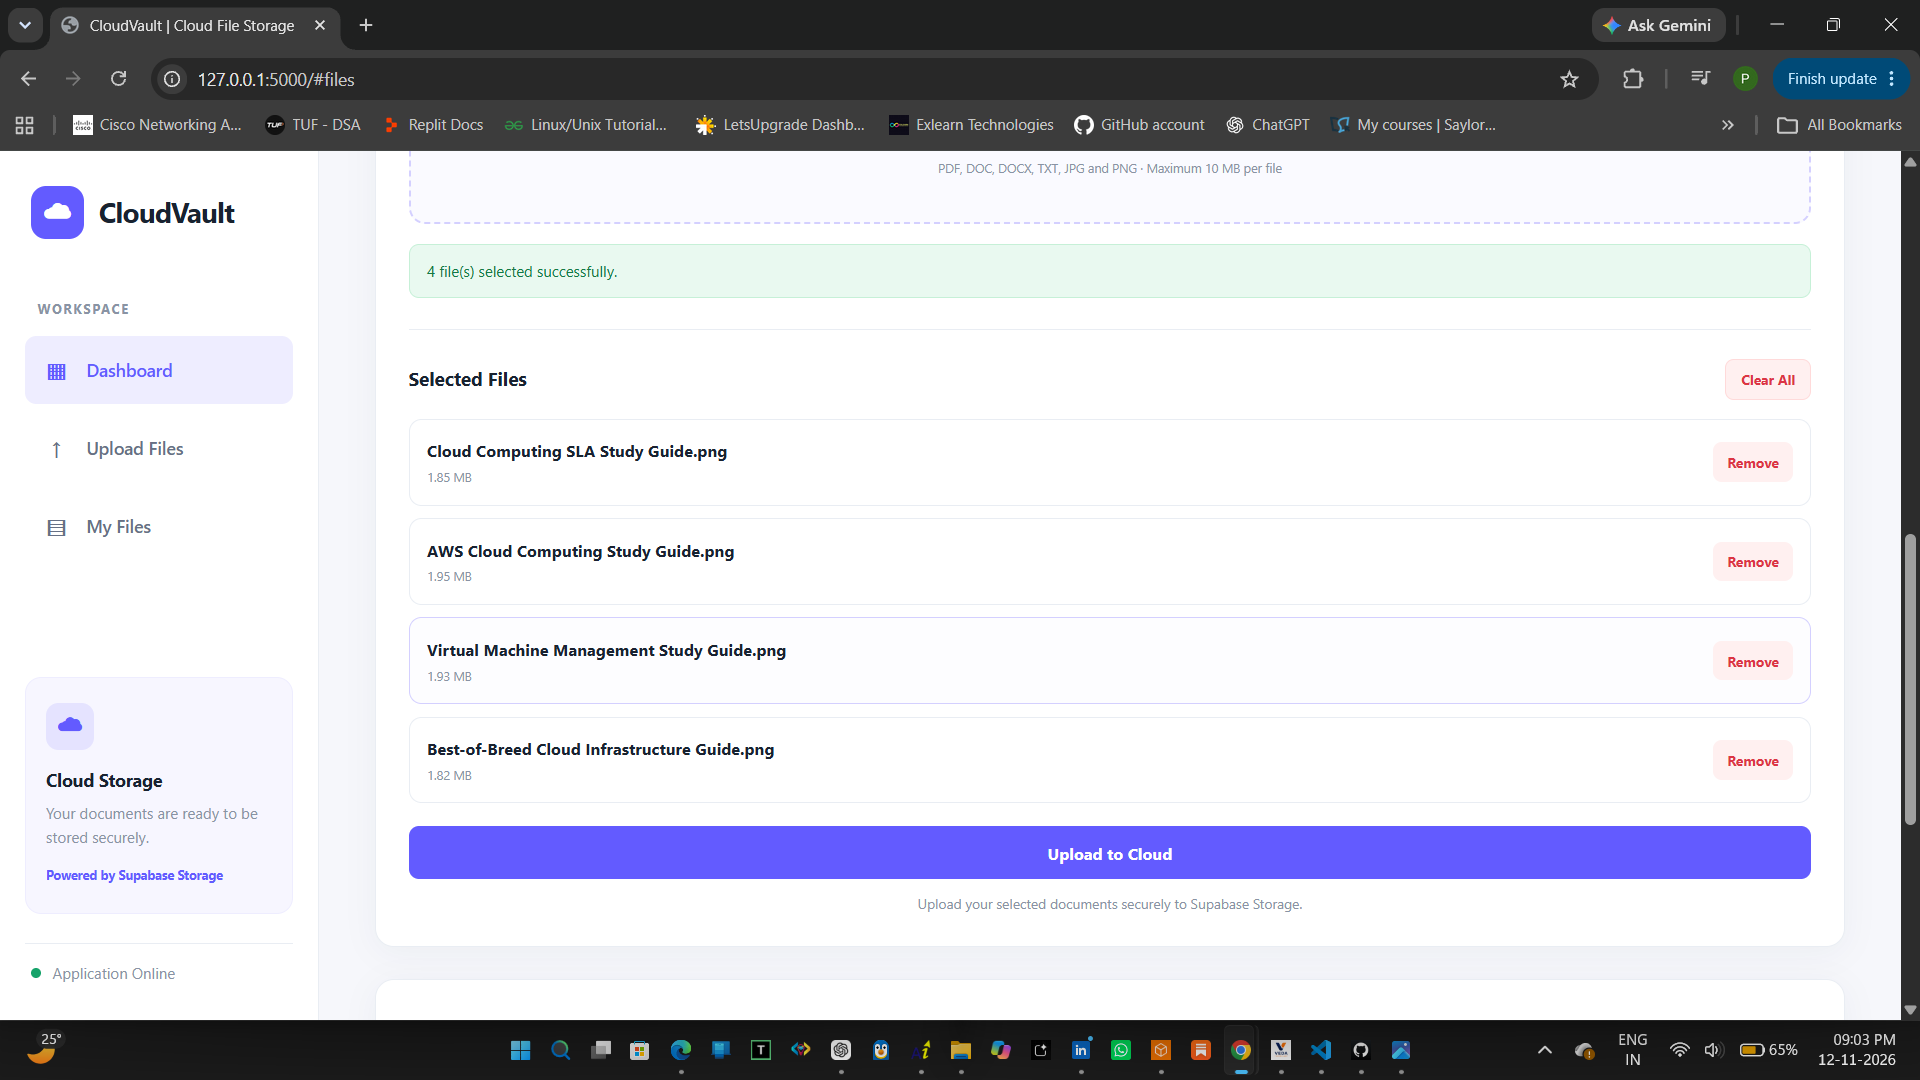 CloudVault | Cloud File Storage
Ask Gemini
127.0.0.1:5000/#files
P
Finish update
Cisco Networking A...
TUF - DSA
Replit Docs
Linux/Unix Tutorial...
LetsUpgrade Dashb...
Exlearn Technologies
GitHub account
ChatGPT
My courses | Saylor...
All Bookmarks
CloudVault
WORKSPACE
Dashboard
Upload Files
My Files
Cloud Storage
Your documents are ready to be
stored securely.
Powered by Supabase Storage
Application Online
PDF, DOC, DOCX, TXT, JPG and PNG · Maximum 10 MB per file
4 file(s) selected successfully.
Selected Files
Clear All
Cloud Computing SLA Study Guide.png
1.85 MB
Remove
AWS Cloud Computing Study Guide.png
1.95 MB
Remove
Virtual Machine Management Study Guide.png
1.93 MB
Remove
Best-of-Breed Cloud Infrastructure Guide.png
1.82 MB
Remove
Upload to Cloud
Upload your selected documents securely to Supabase Storage.
25°
ENG
IN
65%
09:03 PM
12-11-2026